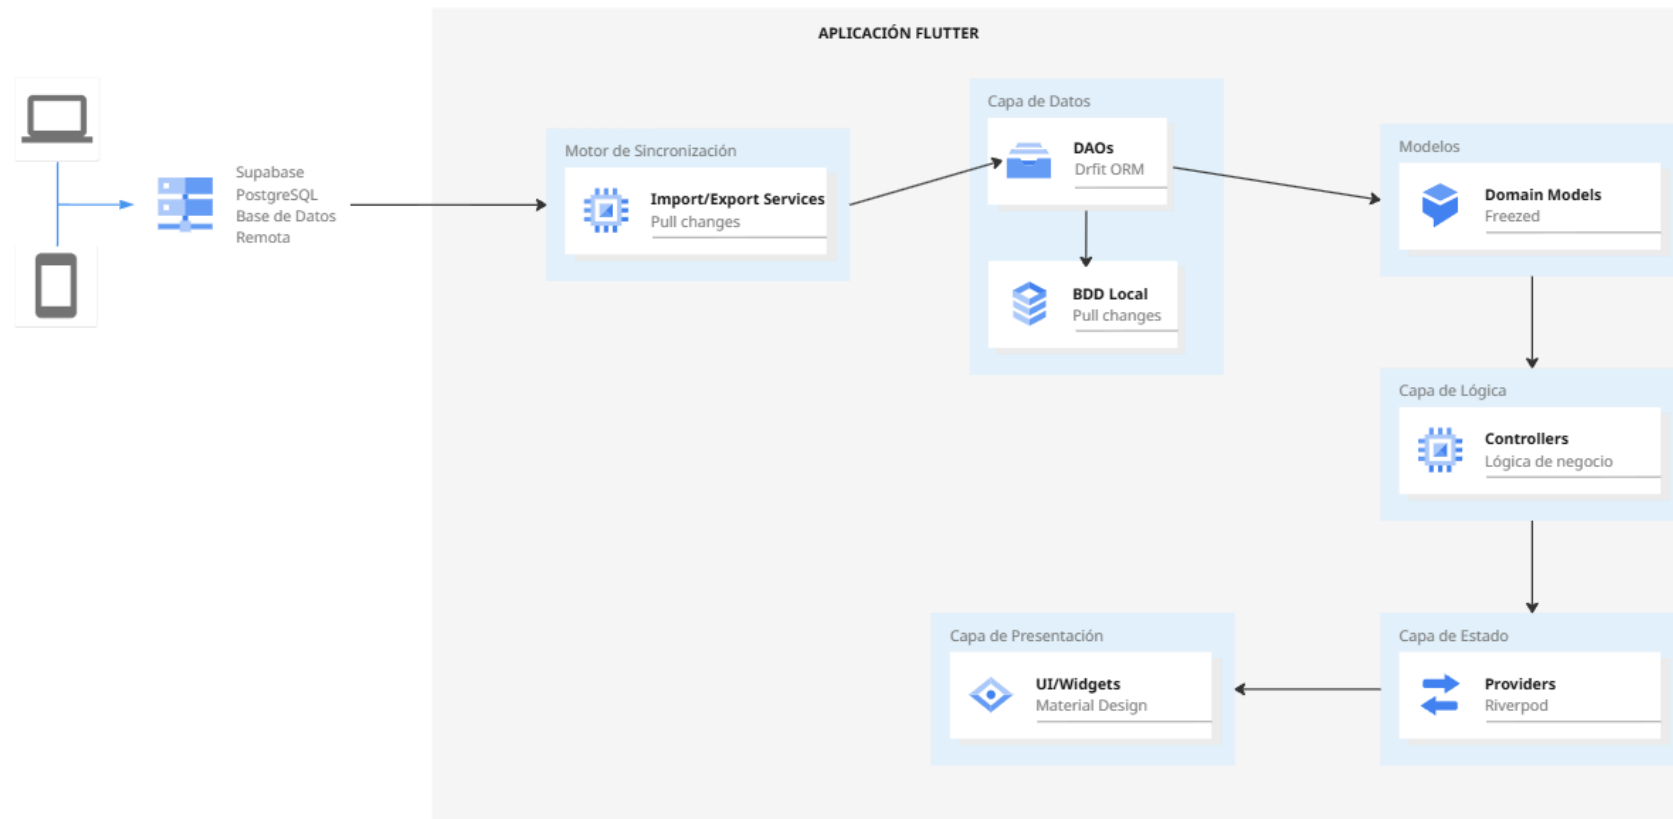 APLICACIÓN FLUTTER
Supabase
PostgreSQL
Base de Datos
Remota
Motor de Sincronización
Import/Export Services
Pull changes
Capa de Datos
DAOs
Drfit ORM
BDD Local
Pull changes
Modelos
Domain Models
Freezed
Capa de Lógica
Controllers
Lógica de negocio
Capa de Estado
Providers
Riverpod
Capa de Presentación
UI/Widgets
Material Design